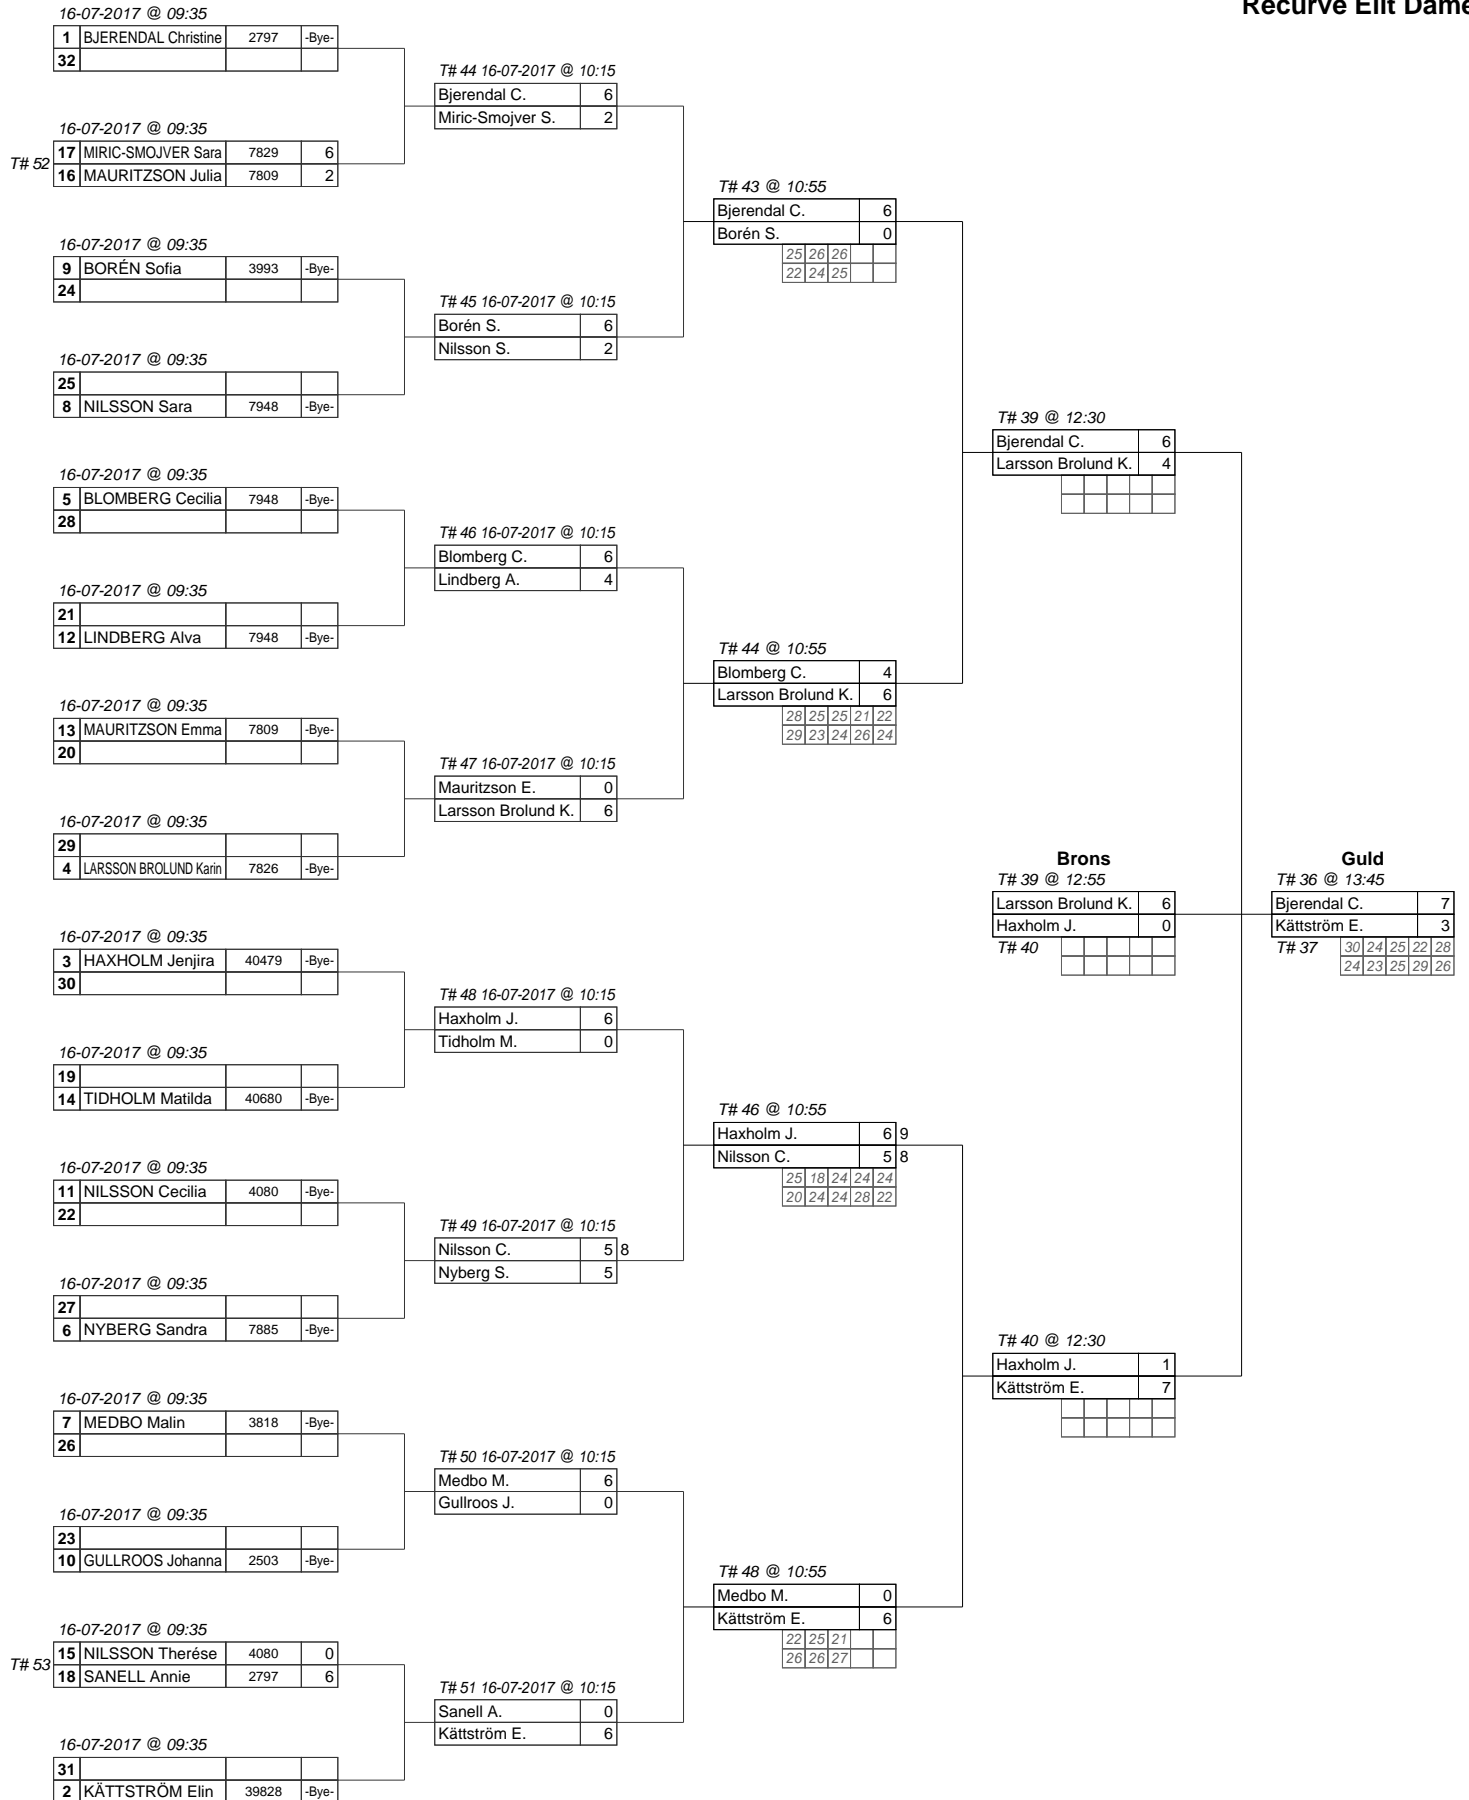 Recurve Elit Dame
16-07-2017 @ 09:35
1 BJERENDAL Christine 2797 -Bye-
32
16-07-2017 @ 09:35
T# 52
17 MIRIC-SMOJVER Sara 7829 6
16 MAURITZSON Julia 7809 2
16-07-2017 @ 09:35
9 BORÉN Sofia 3993 -Bye-
24
16-07-2017 @ 09:35
25
8 NILSSON Sara 7948 -Bye-
16-07-2017 @ 09:35
5 BLOMBERG Cecilia 7948 -Bye-
28
16-07-2017 @ 09:35
21
12 LINDBERG Alva 7948 -Bye-
16-07-2017 @ 09:35
13 MAURITZSON Emma 7809 -Bye-
20
16-07-2017 @ 09:35
29
4 LARSSON BROLUND Karin 7826 -Bye-
16-07-2017 @ 09:35
3 HAXHOLM Jenjira 40479 -Bye-
30
16-07-2017 @ 09:35
19
14 TIDHOLM Matilda 40680 -Bye-
16-07-2017 @ 09:35
11 NILSSON Cecilia 4080 -Bye-
22
16-07-2017 @ 09:35
27
6 NYBERG Sandra 7885 -Bye-
16-07-2017 @ 09:35
7 MEDBO Malin 3818 -Bye-
26
16-07-2017 @ 09:35
23
10 GULLROOS Johanna 2503 -Bye-
16-07-2017 @ 09:35
T# 53
15 NILSSON Therése 4080 0
18 SANELL Annie 2797 6
16-07-2017 @ 09:35
31
2 KÄTTSTRÖM Elin 39828 -Bye-
T# 44 16-07-2017 @ 10:15
Bjerendal C. 6
Miric-Smojver S. 2
T# 45 16-07-2017 @ 10:15
Borén S. 6
Nilsson S. 2
T# 46 16-07-2017 @ 10:15
Blomberg C. 6
Lindberg A. 4
T# 47 16-07-2017 @ 10:15
Mauritzson E. 0
Larsson Brolund K. 6
T# 48 16-07-2017 @ 10:15
Haxholm J. 6
Tidholm M. 0
T# 49 16-07-2017 @ 10:15
Nilsson C. 5 8
Nyberg S. 5
T# 50 16-07-2017 @ 10:15
Medbo M. 6
Gullroos J. 0
T# 51 16-07-2017 @ 10:15
Sanell A. 0
Kättström E. 6
T# 43 @ 10:55
Bjerendal C. 6
Borén S. 0
25 26 26
22 24 25
T# 44 @ 10:55
Blomberg C. 4
Larsson Brolund K. 6
28 25 25 21 22
29 23 24 26 24
T# 46 @ 10:55
Haxholm J. 6 9
Nilsson C. 5 8
25 18 24 24 24
20 24 24 28 22
T# 48 @ 10:55
Medbo M. 0
Kättström E. 6
22 25 21
26 26 27
T# 39 @ 12:30
Bjerendal C. 6
Larsson Brolund K. 4
Brons
T# 39 @ 12:55
Larsson Brolund K. 6
Haxholm J. 0
T# 40
T# 40 @ 12:30
Haxholm J. 1
Kättström E. 7
Guld
T# 36 @ 13:45
Bjerendal C. 7
Kättström E. 3
T# 37 30 24 25 22 28
24 23 25 29 26